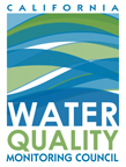 CALIFORNIA
WATER
QUALITY
MONITORING COUNCIL